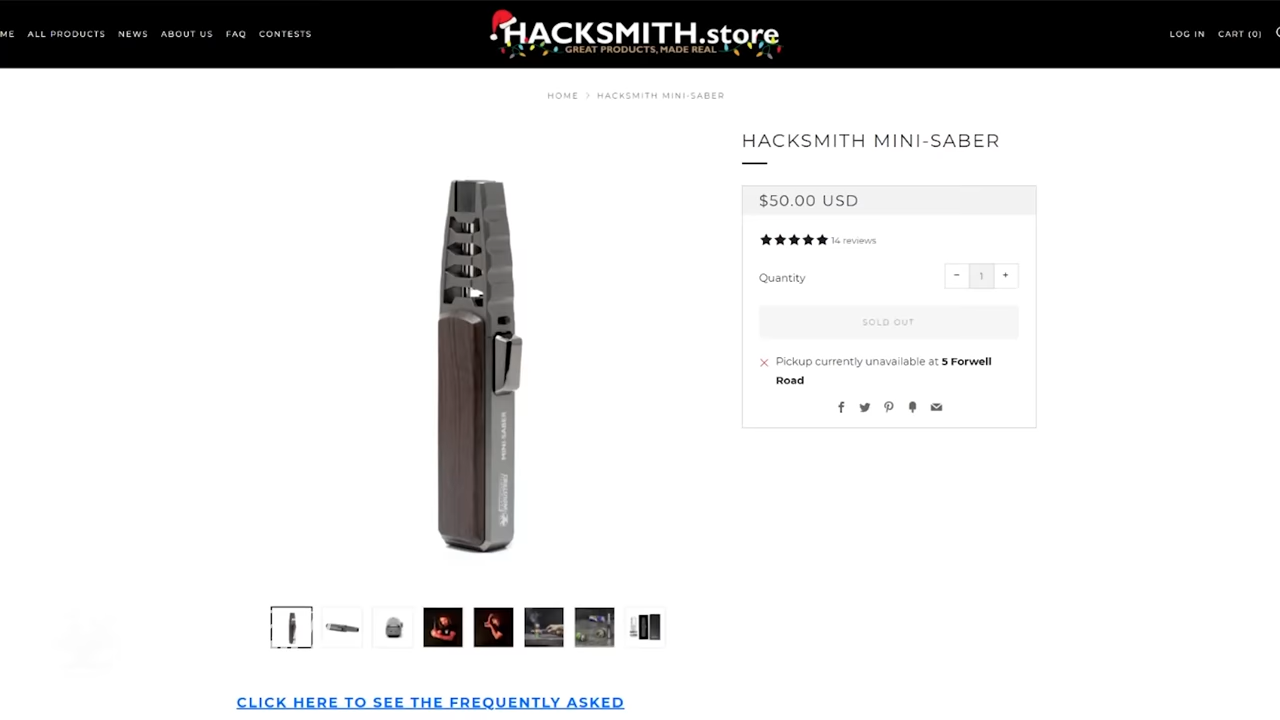 ME ALL PRODUCTS NEWS ABOUT US FAQ CONTESTS
HACKSMITH.store
GREAT PRODUCTS, MADE REAL
LOG IN CART (0)
HOME > HACKSMITH MINI-SABER
HACKSMITH MINI-SABER
$50.00 USD
14 reviews
Quantity
− 1 +
SOLD OUT
Pickup currently unavailable at 5 Forwell
Road
MINI SABER
CLICK HERE TO SEE THE FREQUENTLY ASKED